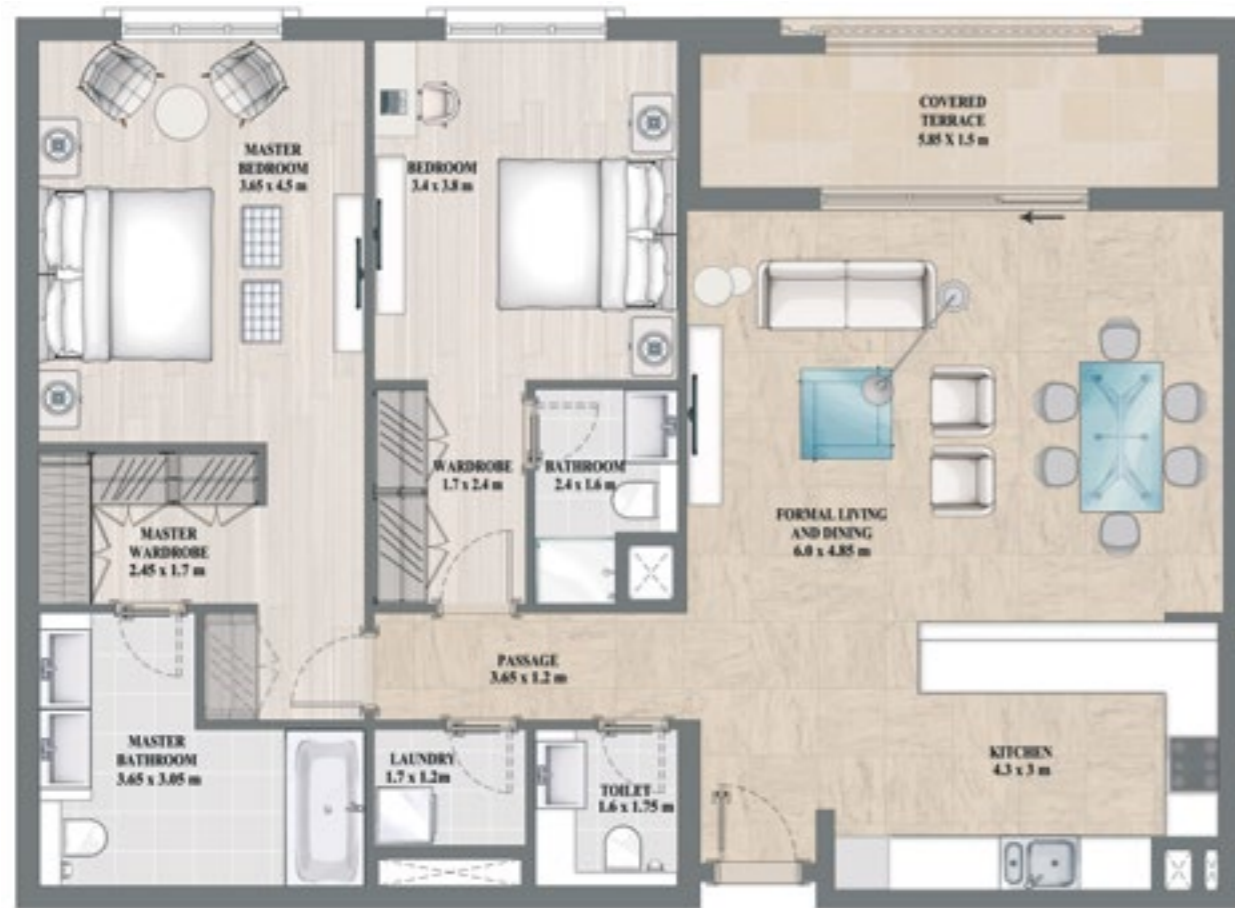 MASTER
BEDROOM
3.65 x 4.5 m
BEDROOM
3.4 x 3.8 m
COVERED
TERRACE
5.85 X 1.5 m
MASTER
WARDROBE
2.45 x 1.7 m
WARDROBE
1.7 x 2.4 m
BATHROOM
2.4 x 1.6 m
FORMAL LIVING
AND DINING
6.0 x 4.85 m
PASSAGE
3.65 x 1.2 m
MASTER
BATHROOM
3.65 x 3.05 m
LAUNDRY
1.7 x 1.2m
TOILET
1.6 x 1.75 m
KITCHEN
4.3 x 3 m